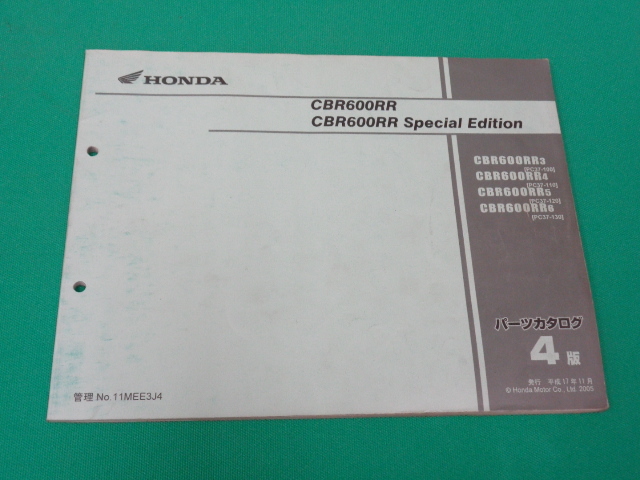 HONDA
CBR600RR
CBR600RR Special Edition
CBR600RR3
[PC37-100]
CBR600RR4
[PC37-110]
CBR600RR5
[PC37-120]
CBR600RR6
[PC37-130]
パーツカタログ
4版
発行 平成17年11月
© Honda Motor Co., Ltd. 2005
管理 No.11MEE3J4